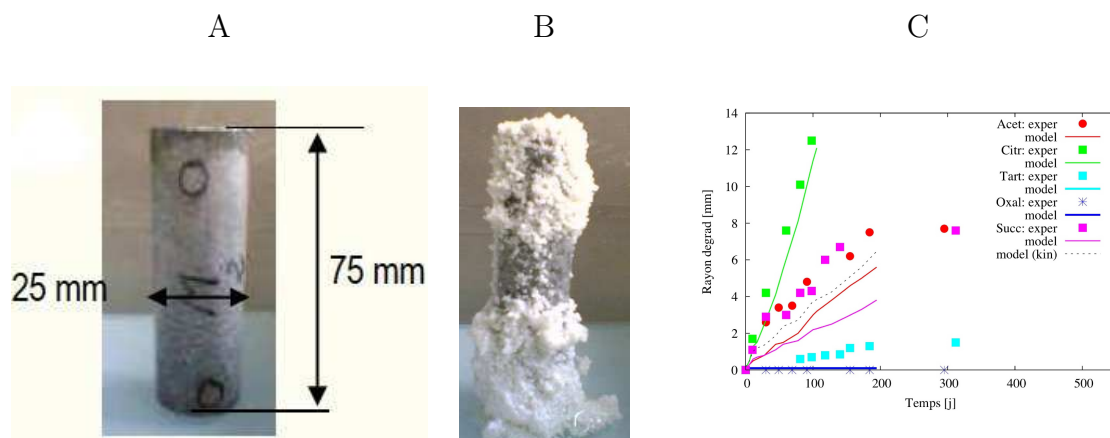 A
B
C
25 mm
75 mm
14
12
10
8
6
4
2
0
Rayon degrad [mm]
0
100
200
300
400
500
Temps [j]
Acet: exper
model
Citr: exper
model
Tart: exper
model
Oxal: exper
model
Succ: exper
model
model (kin)